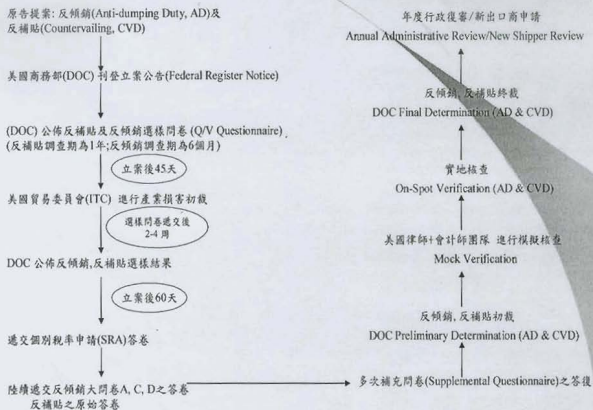 原告提案: 反傾銷(Anti-dumping Duty, AD)及
反補貼(Countervailing, CVD)
美國商務部(DOC) 刊登立案公告(Federal Register Notice)
(DOC) 公佈反補貼及反傾銷選樣問卷 (Q/V Questionnaire)
(反補貼調查期為1年;反傾銷調查期為6個月)
立案後45天
美國貿易委員會(ITC) 進行產業損害初裁
選樣問卷遞交後
2-4 周
DOC 公佈反傾銷,反補貼選樣結果
立案後60天
遞交個別稅率申請(SRA)答卷
陸續遞交反傾銷大問卷A, C, D之答卷
反補貼之原始答卷
多次補充問卷(Supplemental Questionnaire)之答復
反傾銷, 反補貼初裁
DOC Preliminary Determination (AD & CVD)
美國律師+會計師團隊 進行模擬核查
Mock Verification
實地核查
On-Spot Verification (AD & CVD)
反傾銷, 反補貼終裁
DOC Final Determination (AD & CVD)
年度行政復審/新出口商申請
Annual Administrative Review/New Shipper Review